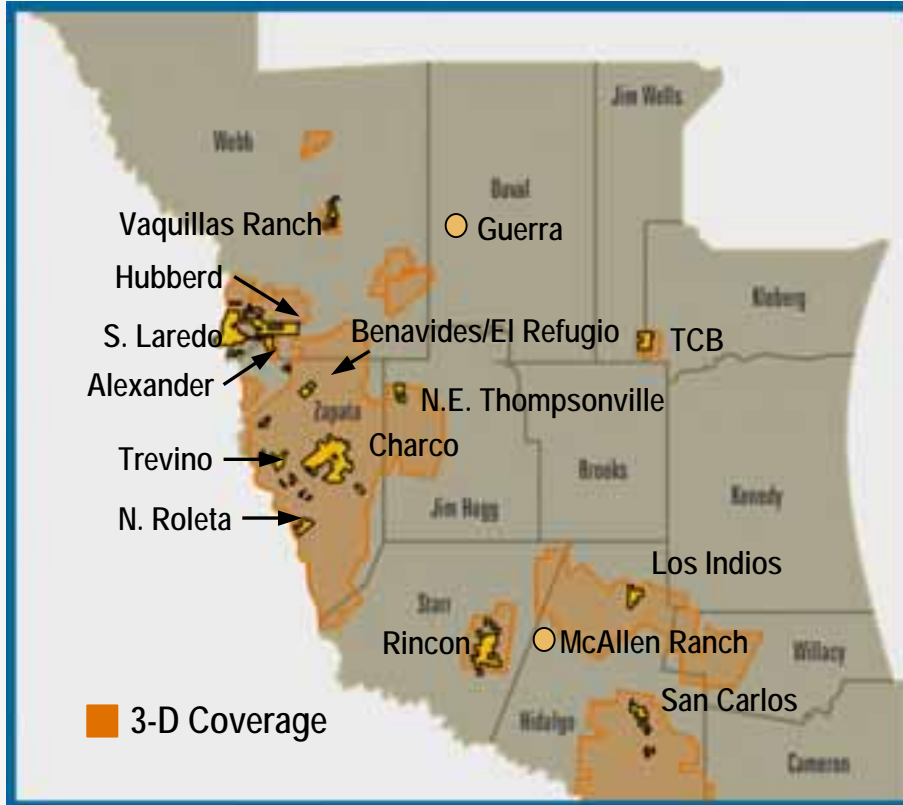 Jim Wells
Webb
Duval
Vaquillas Ranch
Guerra
Hubberd
Kleberg
S. Laredo
Benavides/El Refugio
TCB
Alexander
N.E. Thompsonville
Zapata
Charco
Trevino
Brooks
Kenedy
N. Roleta
Jim Hogg
Los Indios
Starr
Rincon
McAllen Ranch
Willacy
San Carlos
3-D Coverage
Hidalgo
Cameron